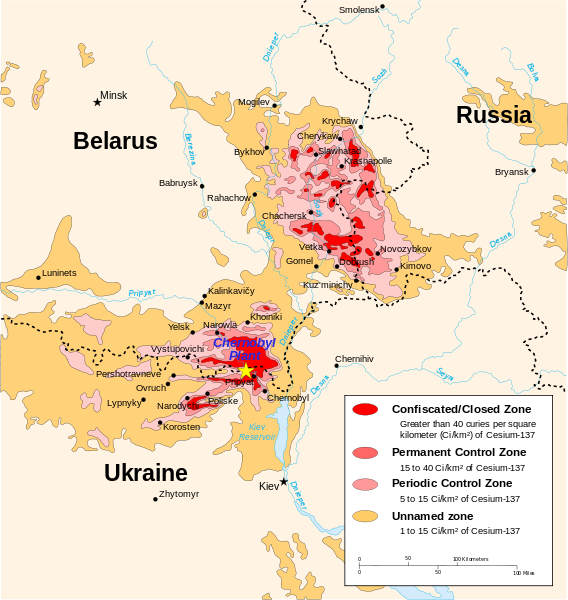 Smolensk
Dnieper
Sozh
Desna
Minsk
Mogilev
Russia
Krychaw
Cherykaw
Belarus
Berezina
Bykhov
Slawharad
Krasnapolle
Bryansk
Babruysk
Rahachow
Chachersk
Sozh
Dniepr
Desna
Vetka
Novozybkov
Gomel
Dobrush
Kimovo
Luninets
Kuz'minichy
Pripyat
Kalinkavičy
Mazyr
Khoiniki
Yelsk
Narowla
Dniepr
Chernobyl
Plant
Vystupovichi
Chernihiv
Pershotravneve
Pripyat
Ovruch
Desna
Lypnyky
Narodychi
Poliske
Chernobyl
Korosten
Kiev
Reservoir
Ukraine
Kiev
Zhytomyr
Dnieper
Confiscated/Closed Zone
Greater than 40 curies per square
kilometer (Ci/km²) of Cesium-137
Permanent Control Zone
15 to 40 Ci/km² of Cesium-137
Periodic Control Zone
5 to 15 Ci/km² of Cesium-137
Unnamed zone
1 to 15 Ci/km² of Cesium-137
0 50 100 Kilometers
0 50 100 Miles